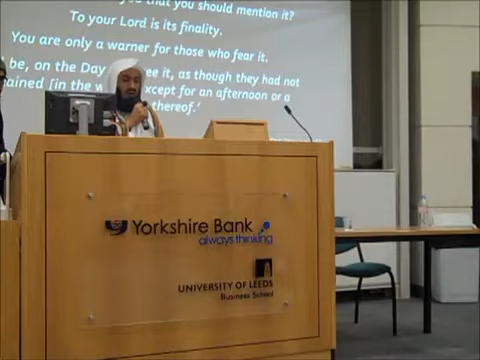 that you should mention it?
To your Lord is its finality.
You are only a warner for those who fear it.
be, on the Day see it, as though they had not
ained [in the w xcept for an afternoon or a
thereof.'
Yorkshire Bank
always thinking
UNIVERSITY OF LEEDS
Business School